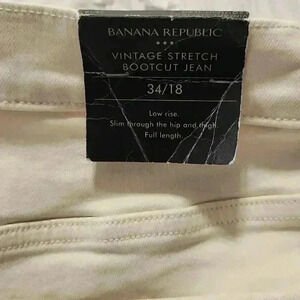 BANANA REPUBLIC
VINTAGE STRETCH
BOOTCUT JEAN
34/18
Low rise.
Slim through the hip and thigh.
Full length.